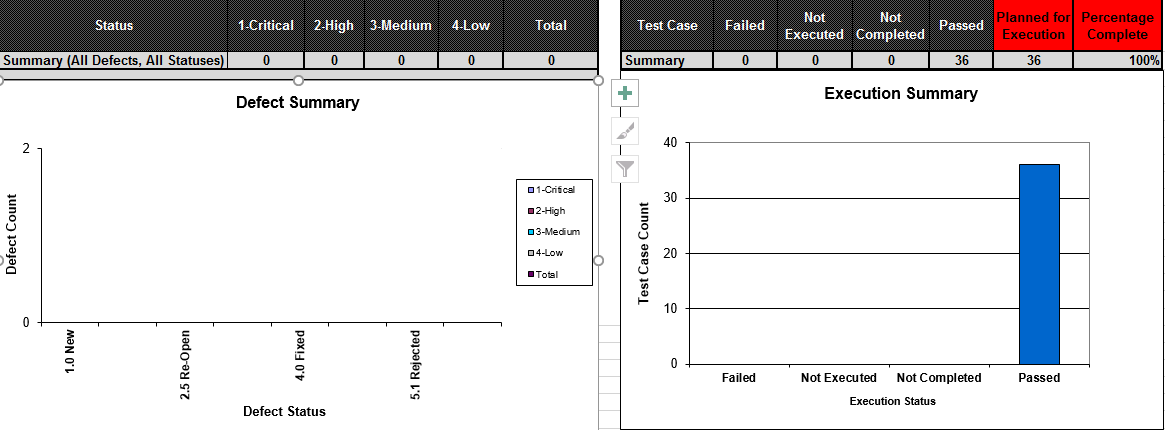 Status 1-Critical 2-High 3-Medium 4-Low Total
Summary (All Defects, All Statuses) 0 0 0 0 0
Defect Summary
Defect Count
2
0
1.0 New
2.5 Re-Open
4.0 Fixed
5.1 Rejected
Defect Status
1-Critical
2-High
3-Medium
4-Low
Total
Test Case Failed Not Executed Not Completed Passed Planned for Execution Percentage Complete
Summary 0 0 0 36 36 100%
Execution Summary
Test Case Count
40
30
20
10
0
Failed Not Executed Not Completed Passed
Execution Status